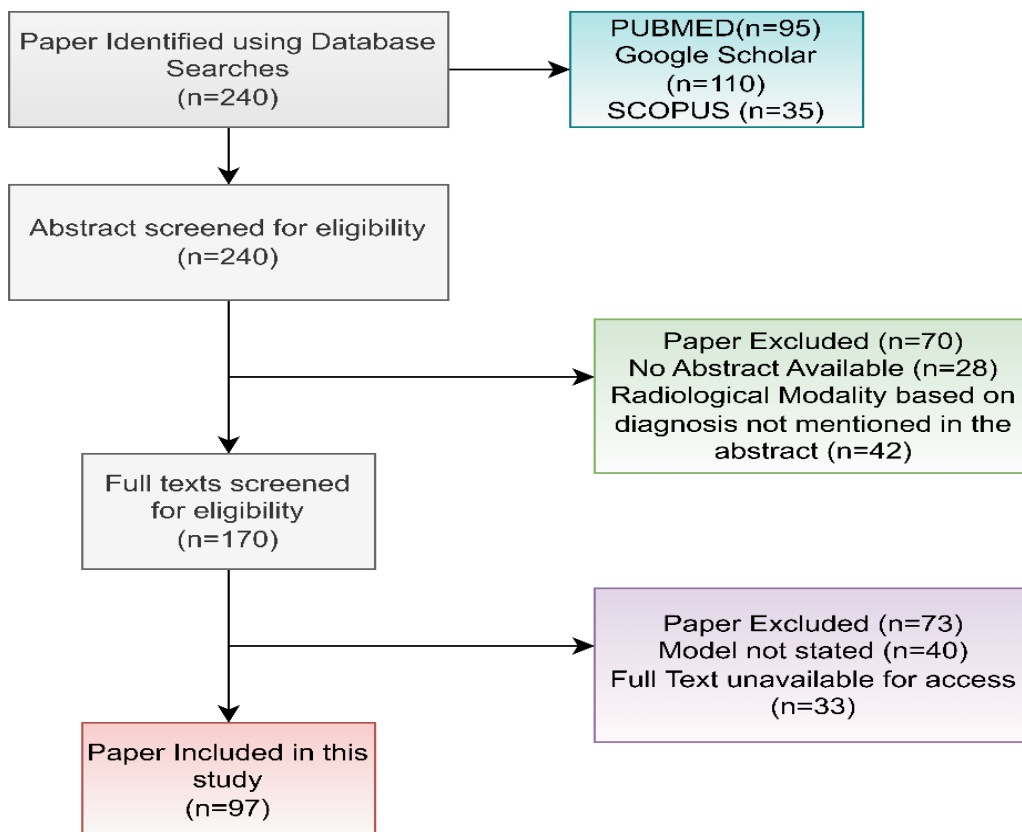 Paper Identified using Database
Searches
(n=240)
PUBMED(n=95)
Google Scholar
(n=110)
SCOPUS (n=35)
Abstract screened for eligibility
(n=240)
Paper Excluded (n=70)
No Abstract Available (n=28)
Radiological Modality based on
diagnosis not mentioned in the
abstract (n=42)
Full texts screened
for eligibility
(n=170)
Paper Excluded (n=73)
Model not stated (n=40)
Full Text unavailable for access
(n=33)
Paper Included in this
study
(n=97)